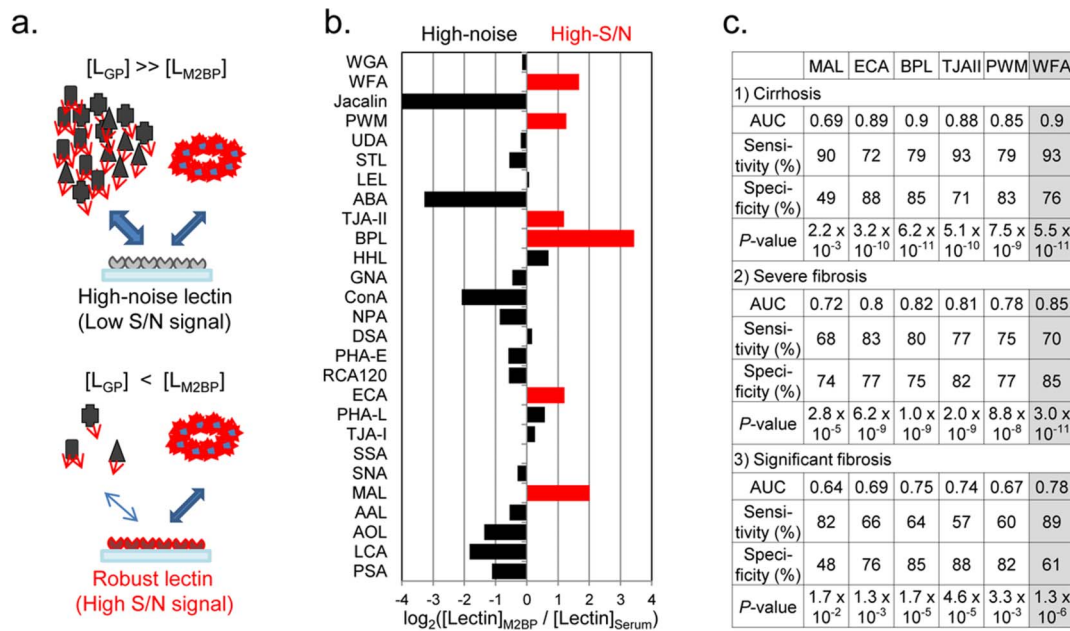 a.
[LGP] >> [LM2BP]
High-noise lectin
(Low S/N signal)
[LGP] < [LM2BP]
Robust lectin
(High S/N signal)
b.
High-noise High-S/N
WGA
WFA
Jacalin
PWM
UDA
STL
LEL
ABA
TJA-II
BPL
HHL
GNA
ConA
NPA
DSA
PHA-E
RCA120
ECA
PHA-L
TJA-I
SSA
SNA
MAL
AAL
AOL
LCA
PSA
-4 -3 -2 -1 0 1 2 3 4
log2([Lectin]M2BP / [Lectin]Serum)
c.
MAL ECA BPL TJAII PWM WFA
1) Cirrhosis
AUC 0.69 0.89 0.9 0.88 0.85 0.9
Sensi-
tivity (%) 90 72 79 93 79 93
Speci-
ficity (%) 49 88 85 71 83 76
P-value 2.2 x 10-3 3.2 x 10-10 6.2 x 10-11 5.1 x 10-10 7.5 x 10-9 5.5 x 10-11
2) Severe fibrosis
AUC 0.72 0.8 0.82 0.81 0.78 0.85
Sensi-
tivity (%) 68 83 80 77 75 70
Speci-
ficity (%) 74 77 75 82 77 85
P-value 2.8 x 10-5 6.2 x 10-9 1.0 x 10-9 2.0 x 10-9 8.8 x 10-8 3.0 x 10-11
3) Significant fibrosis
AUC 0.64 0.69 0.75 0.74 0.67 0.78
Sensi-
tivity (%) 82 66 64 57 60 89
Speci-
ficity (%) 48 76 85 88 82 61
P-value 1.7 x 10-2 1.3 x 10-3 1.7 x 10-5 4.6 x 10-5 3.3 x 10-3 1.3 x 10-6